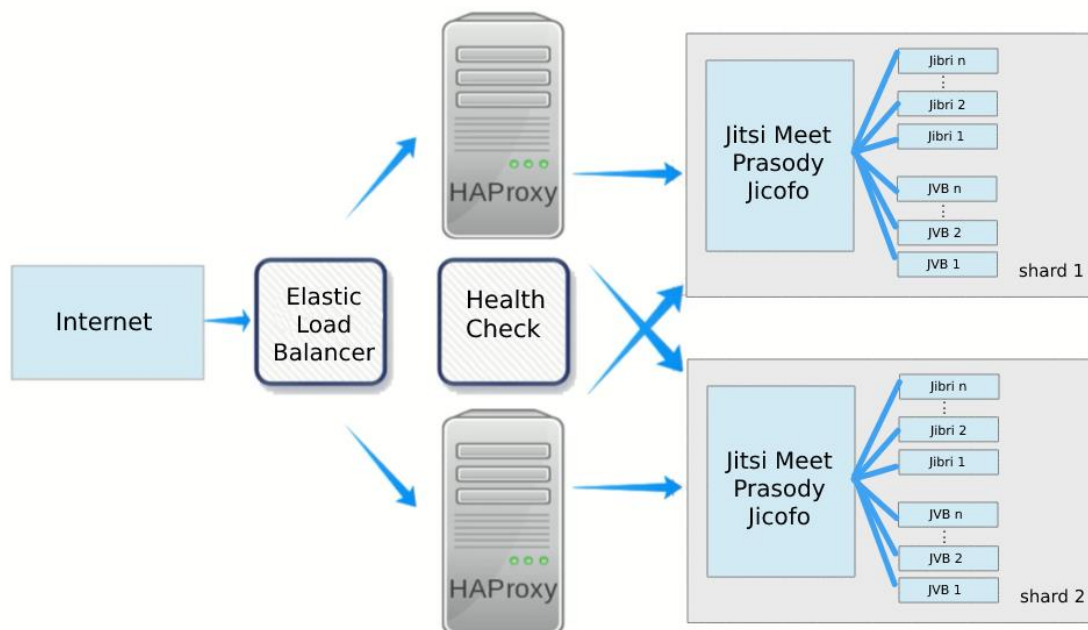 Internet
Elastic
Load
Balancer
HAProxy
Health
Check
HAProxy
Jitsi Meet
Prasody
Jicofo
Jibri n
Jibri 2
Jibri 1
JVB n
JVB 2
JVB 1
shard 1
Jitsi Meet
Prasody
Jicofo
Jibri n
Jibri 2
Jibri 1
JVB n
JVB 2
JVB 1
shard 2